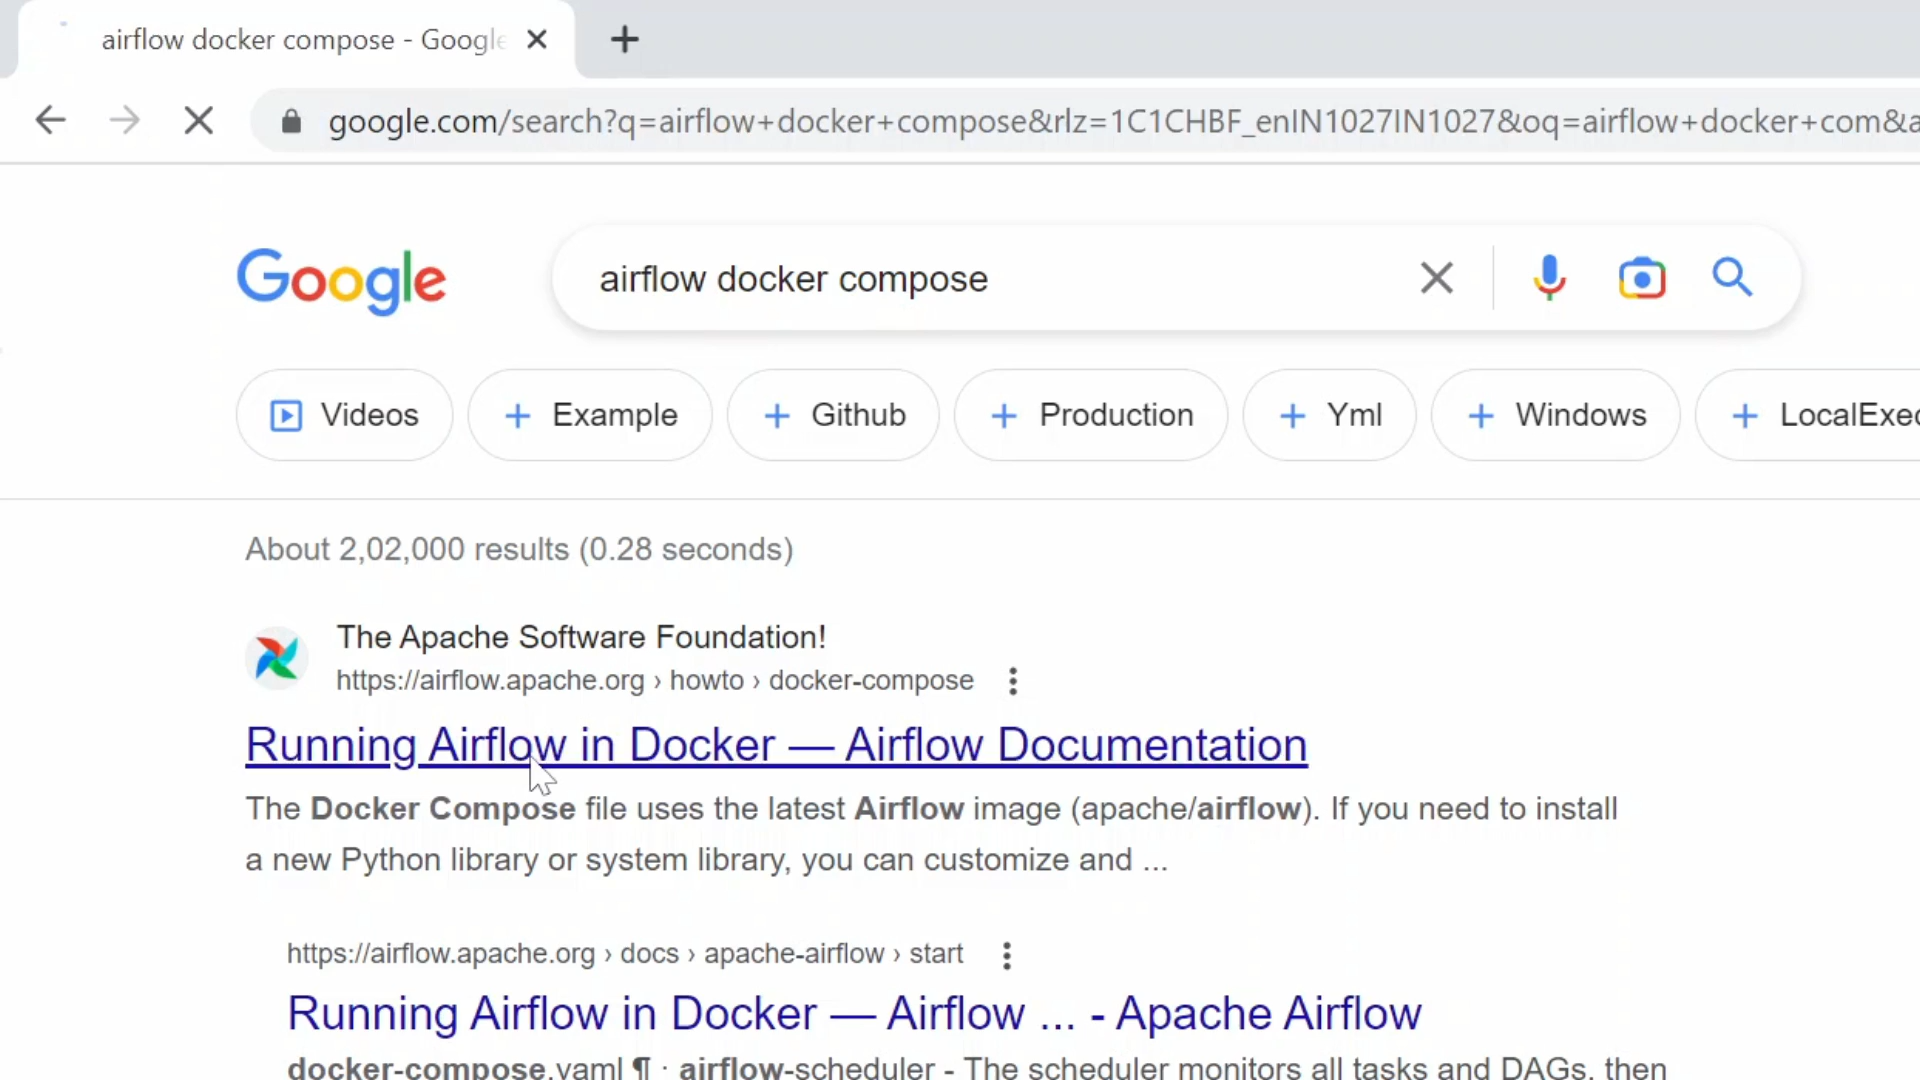 airflow docker compose - Google
google.com/search?q=airflow+docker+compose&rlz=1C1CHBF_enIN1027IN1027&oq=airflow+docker+com&a
Google
airflow docker compose
Videos
Example
Github
Production
Yml
Windows
LocalExec
About 2,02,000 results (0.28 seconds)
The Apache Software Foundation!
https://airflow.apache.org › howto › docker-compose
Running Airflow in Docker — Airflow Documentation
The Docker Compose file uses the latest Airflow image (apache/airflow). If you need to install
a new Python library or system library, you can customize and ...
https://airflow.apache.org › docs › apache-airflow › start
Running Airflow in Docker — Airflow ... - Apache Airflow
docker-compose.yaml ¶ · airflow-scheduler - The scheduler monitors all tasks and DAGs, then